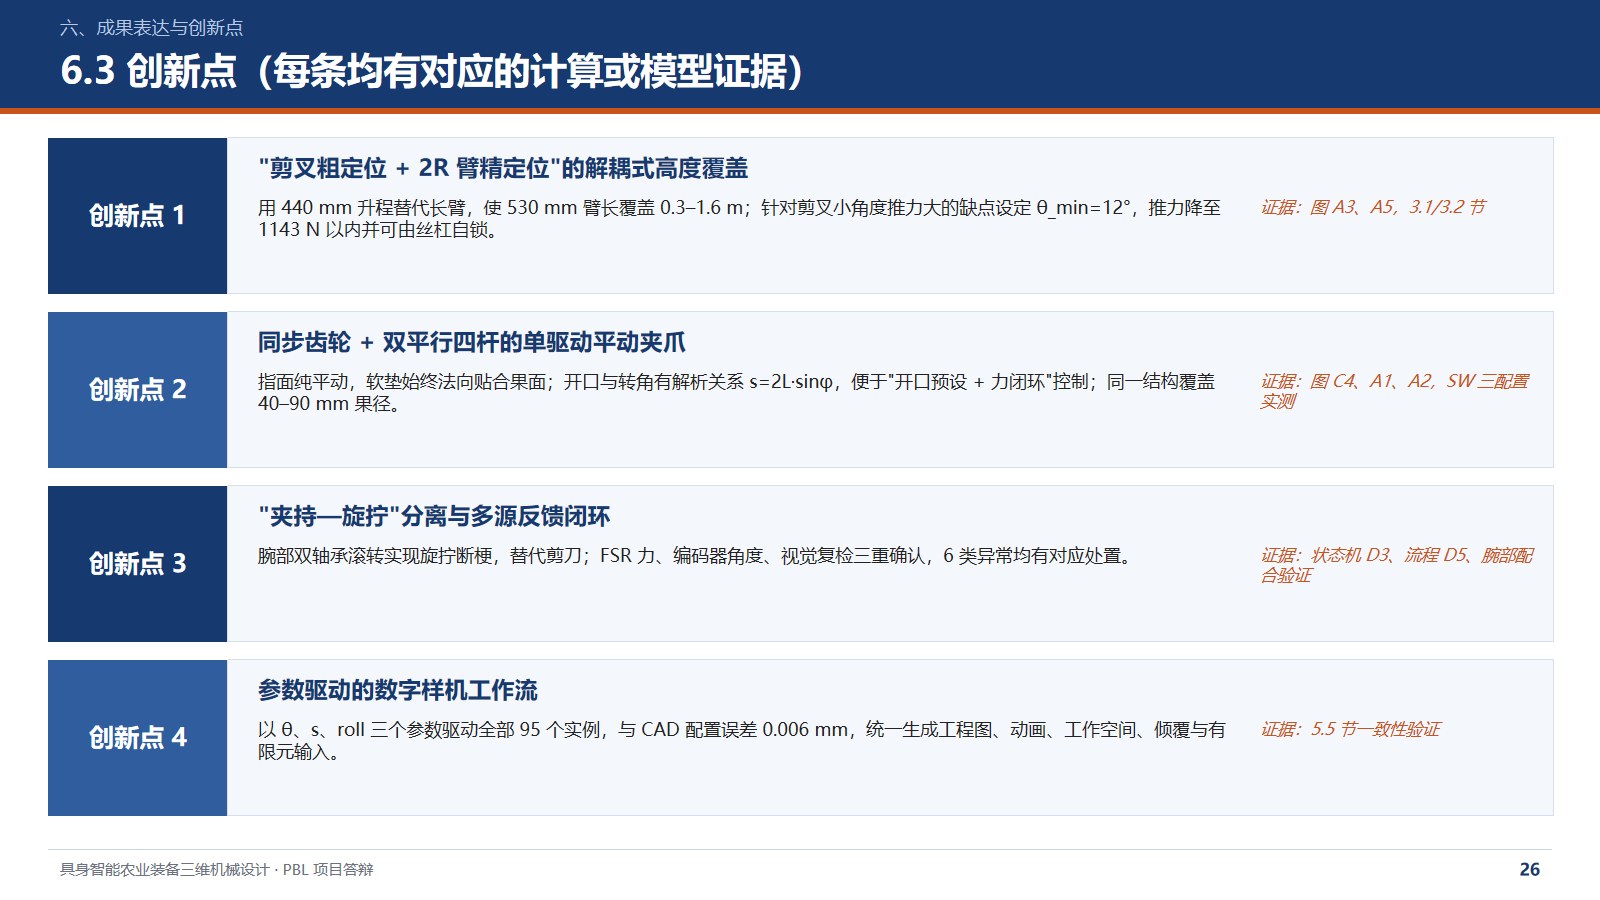 六、成果表达与创新点
6.3 创新点（每条均有对应的计算或模型证据）
创新点 1
"剪叉粗定位 + 2R 臂精定位"的解耦式高度覆盖
用 440 mm 升程替代长臂，使 530 mm 臂长覆盖 0.3–1.6 m；针对剪叉小角度推力大的缺点设定 θ_min=12°，推力降至
1143 N 以内并可由丝杠自锁。
证据：图 A3、A5，3.1/3.2 节
创新点 2
同步齿轮 + 双平行四杆的单驱动平动夹爪
指面纯平动，软垫始终法向贴合果面；开口与转角有解析关系 s=2L·sinφ，便于"开口预设 + 力闭环"控制；同一结构覆盖
40–90 mm 果径。
证据：图 C4、A1、A2，SW 三配置
实测
创新点 3
"夹持—旋拧"分离与多源反馈闭环
腕部双轴承滚转实现旋拧断梗，替代剪刀；FSR 力、编码器角度、视觉复检三重确认，6 类异常均有对应处置。
证据：状态机 D3、流程 D5、腕部配
合验证
创新点 4
参数驱动的数字样机工作流
以 θ、s、roll 三个参数驱动全部 95 个实例，与 CAD 配置误差 0.006 mm，统一生成工程图、动画、工作空间、倾覆与有
限元输入。
证据：5.5 节一致性验证
具身智能农业装备三维机械设计 · PBL 项目答辩
26